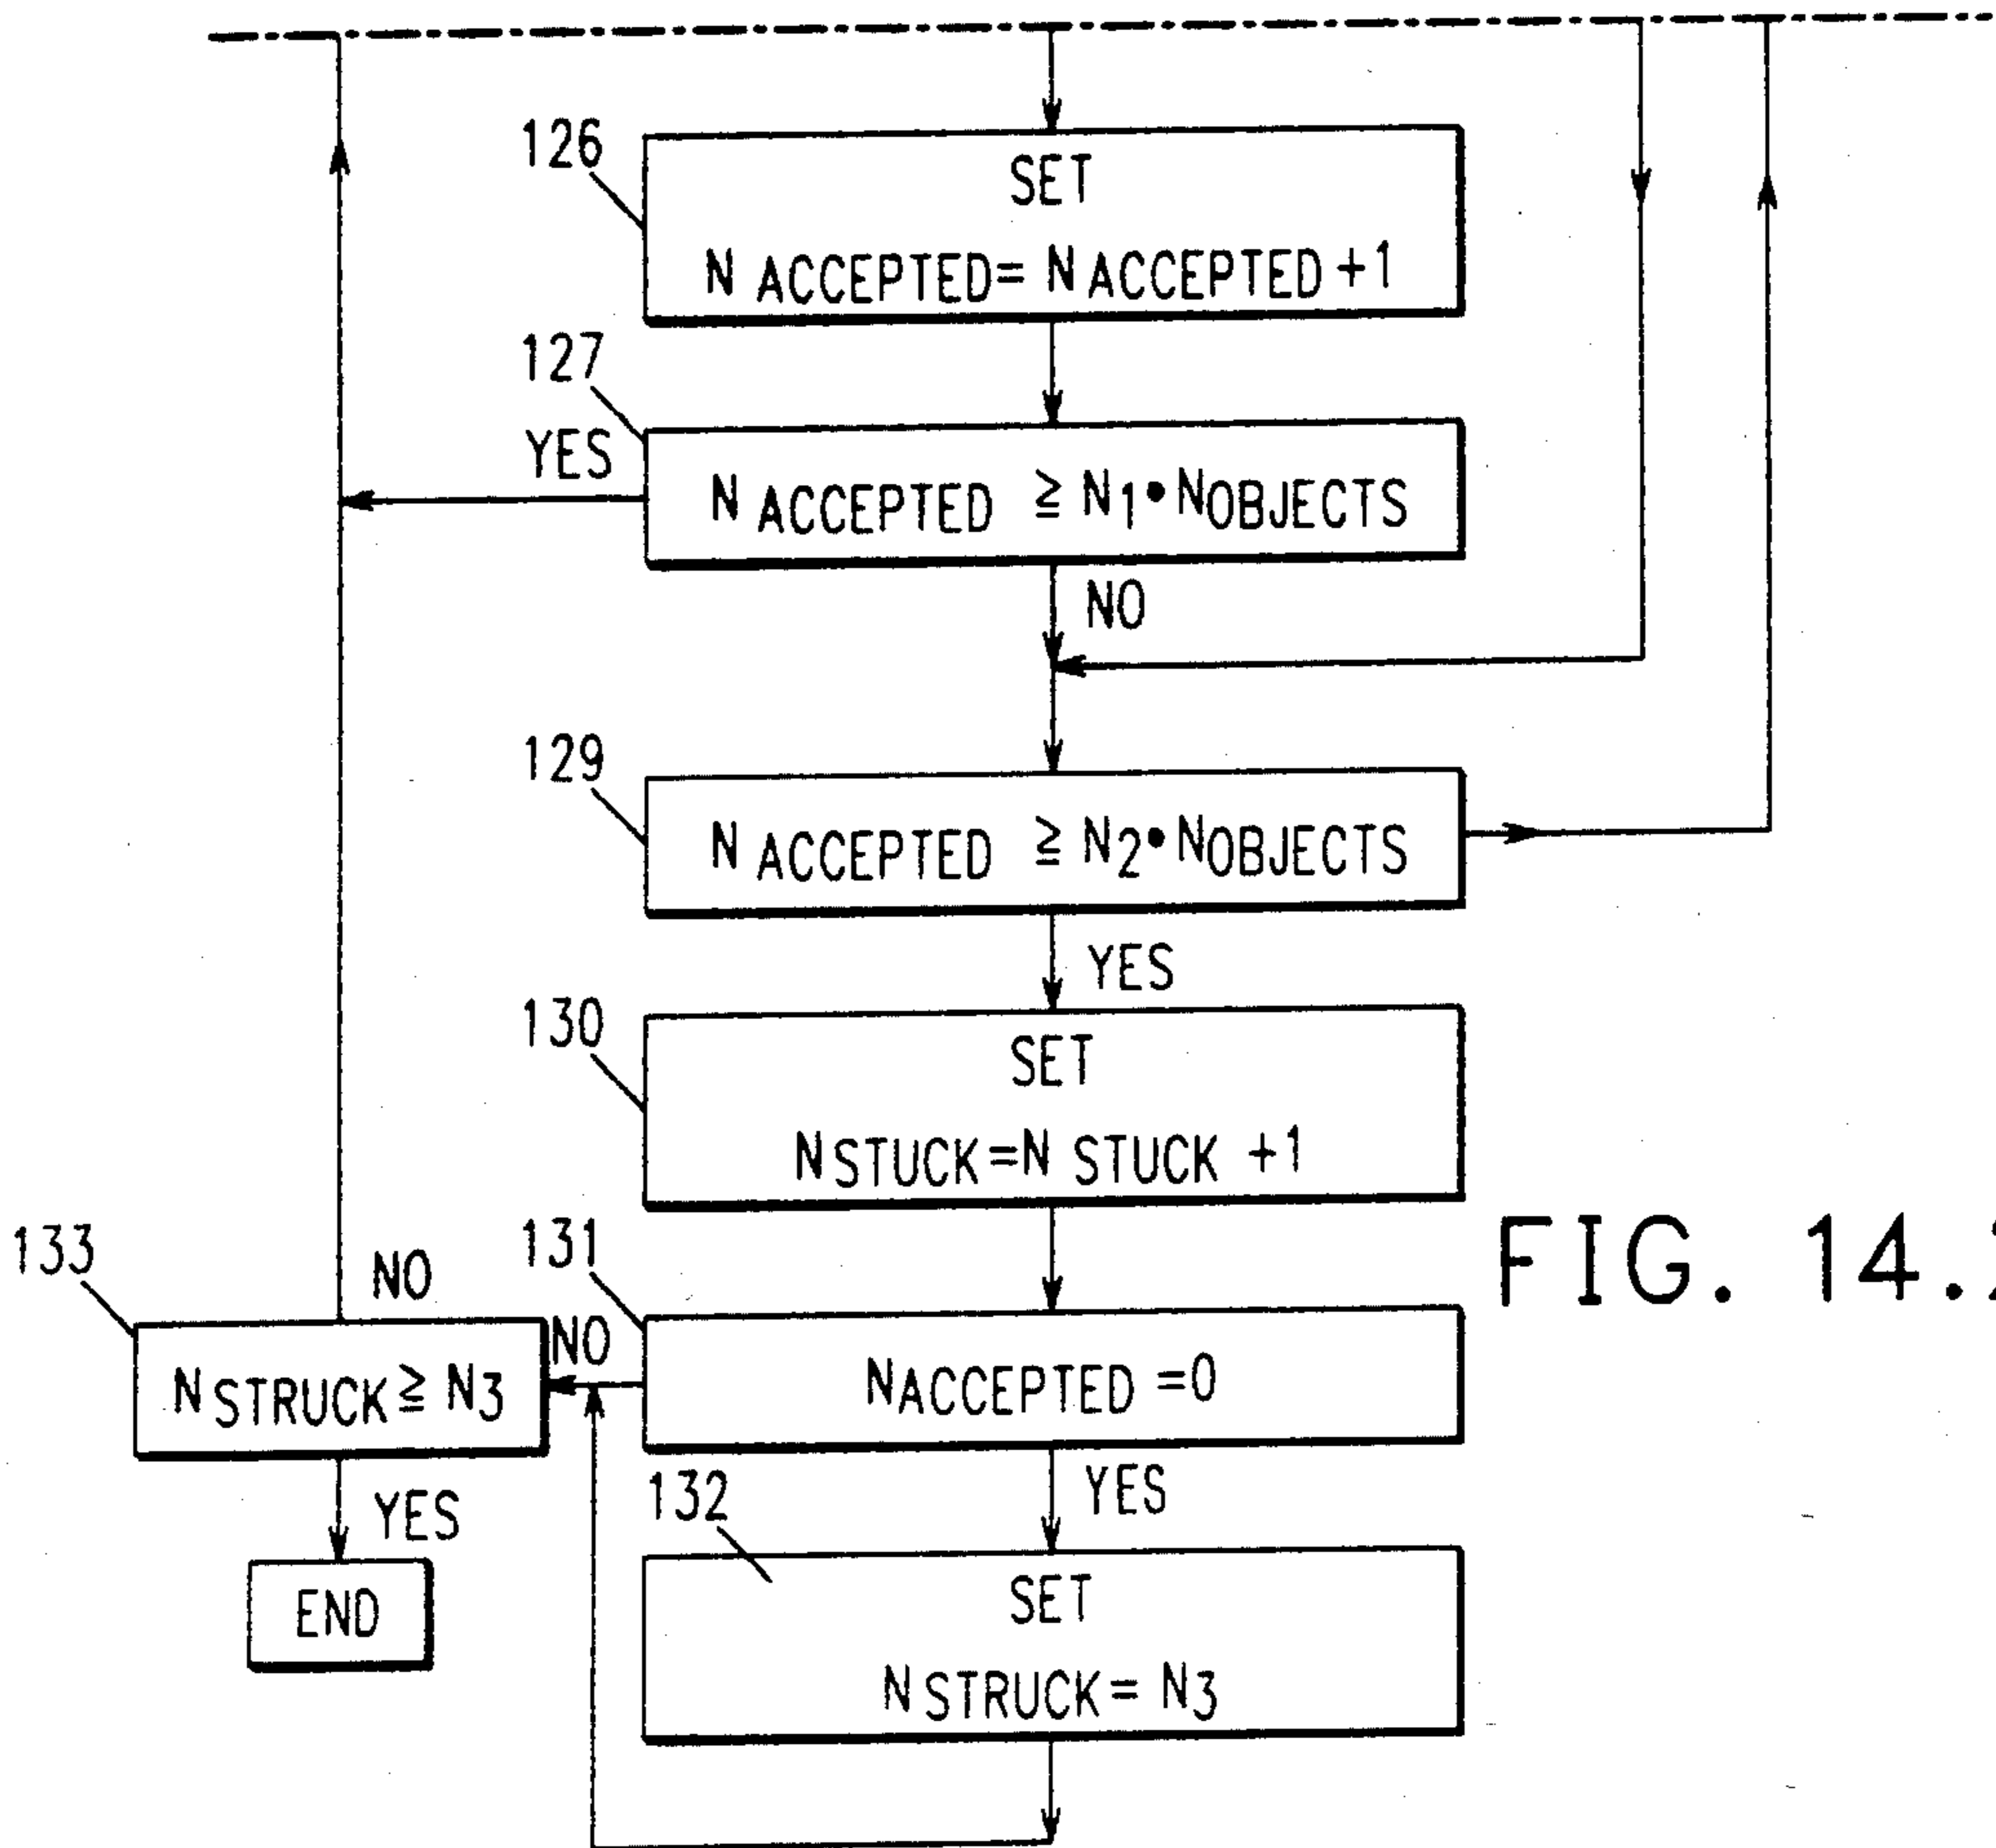 126
SET
N ACCEPTED= N ACCEPTED +1
127
YES
N ACCEPTED ≧ N1•NOBJECTS
NO
129
N ACCEPTED ≧ N2•NOBJECTS
YES
130
SET
NSTUCK=N STUCK +1
FIG. 14.
133
NO
131
NO
N STRUCK ≧ N3
NACCEPTED =0
YES
132
YES
END
SET
N STRUCK= N3